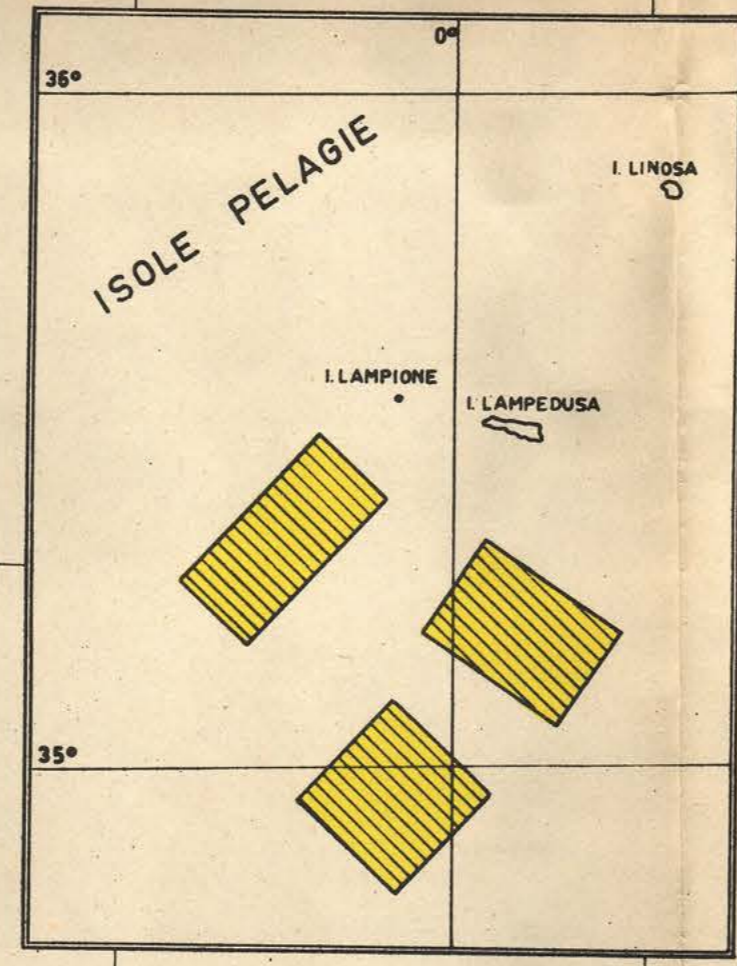 0°
36°
ISOLE PELAGIE
I. LINOSA
I. LAMPIONE
I. LAMPEDUSA
35°